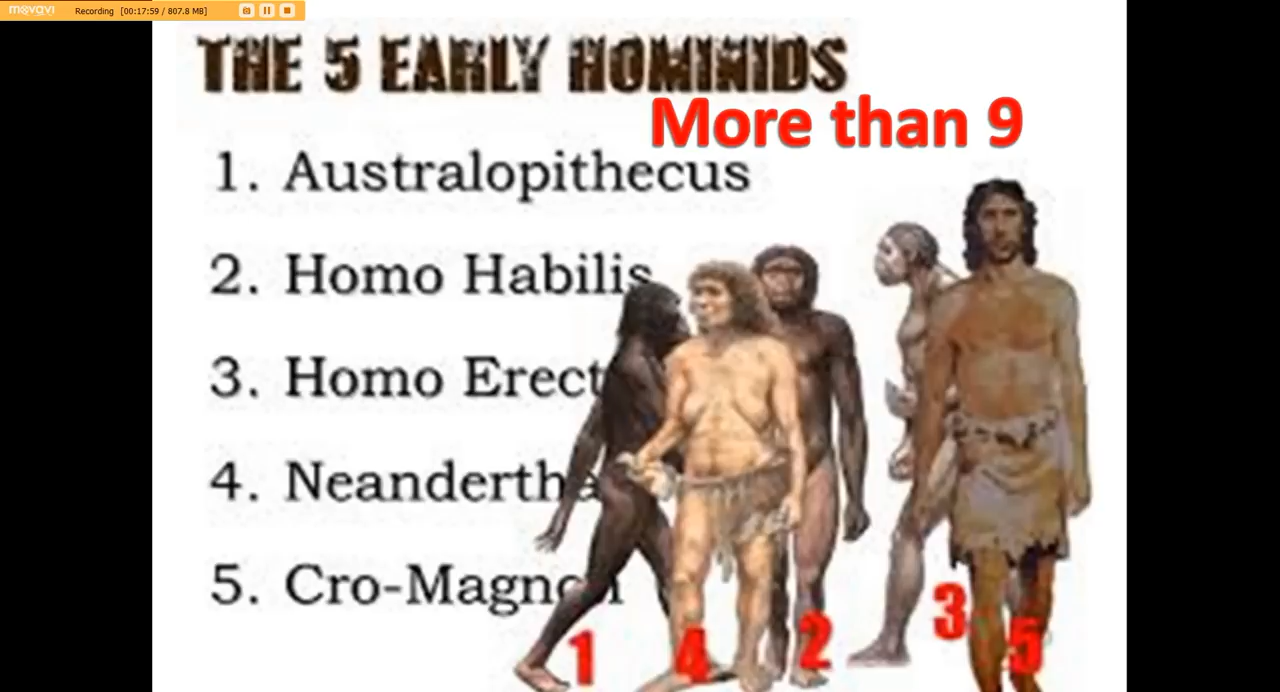 movavi Recording [00:17:59 / 807.8 MB]
THE 5 EARLY HOMINIDS
More than 9
1. Australopithecus
2. Homo Habilis
3. Homo Erect
4. Neandertha
5. Cro-Magnon
1 4 2 3 5